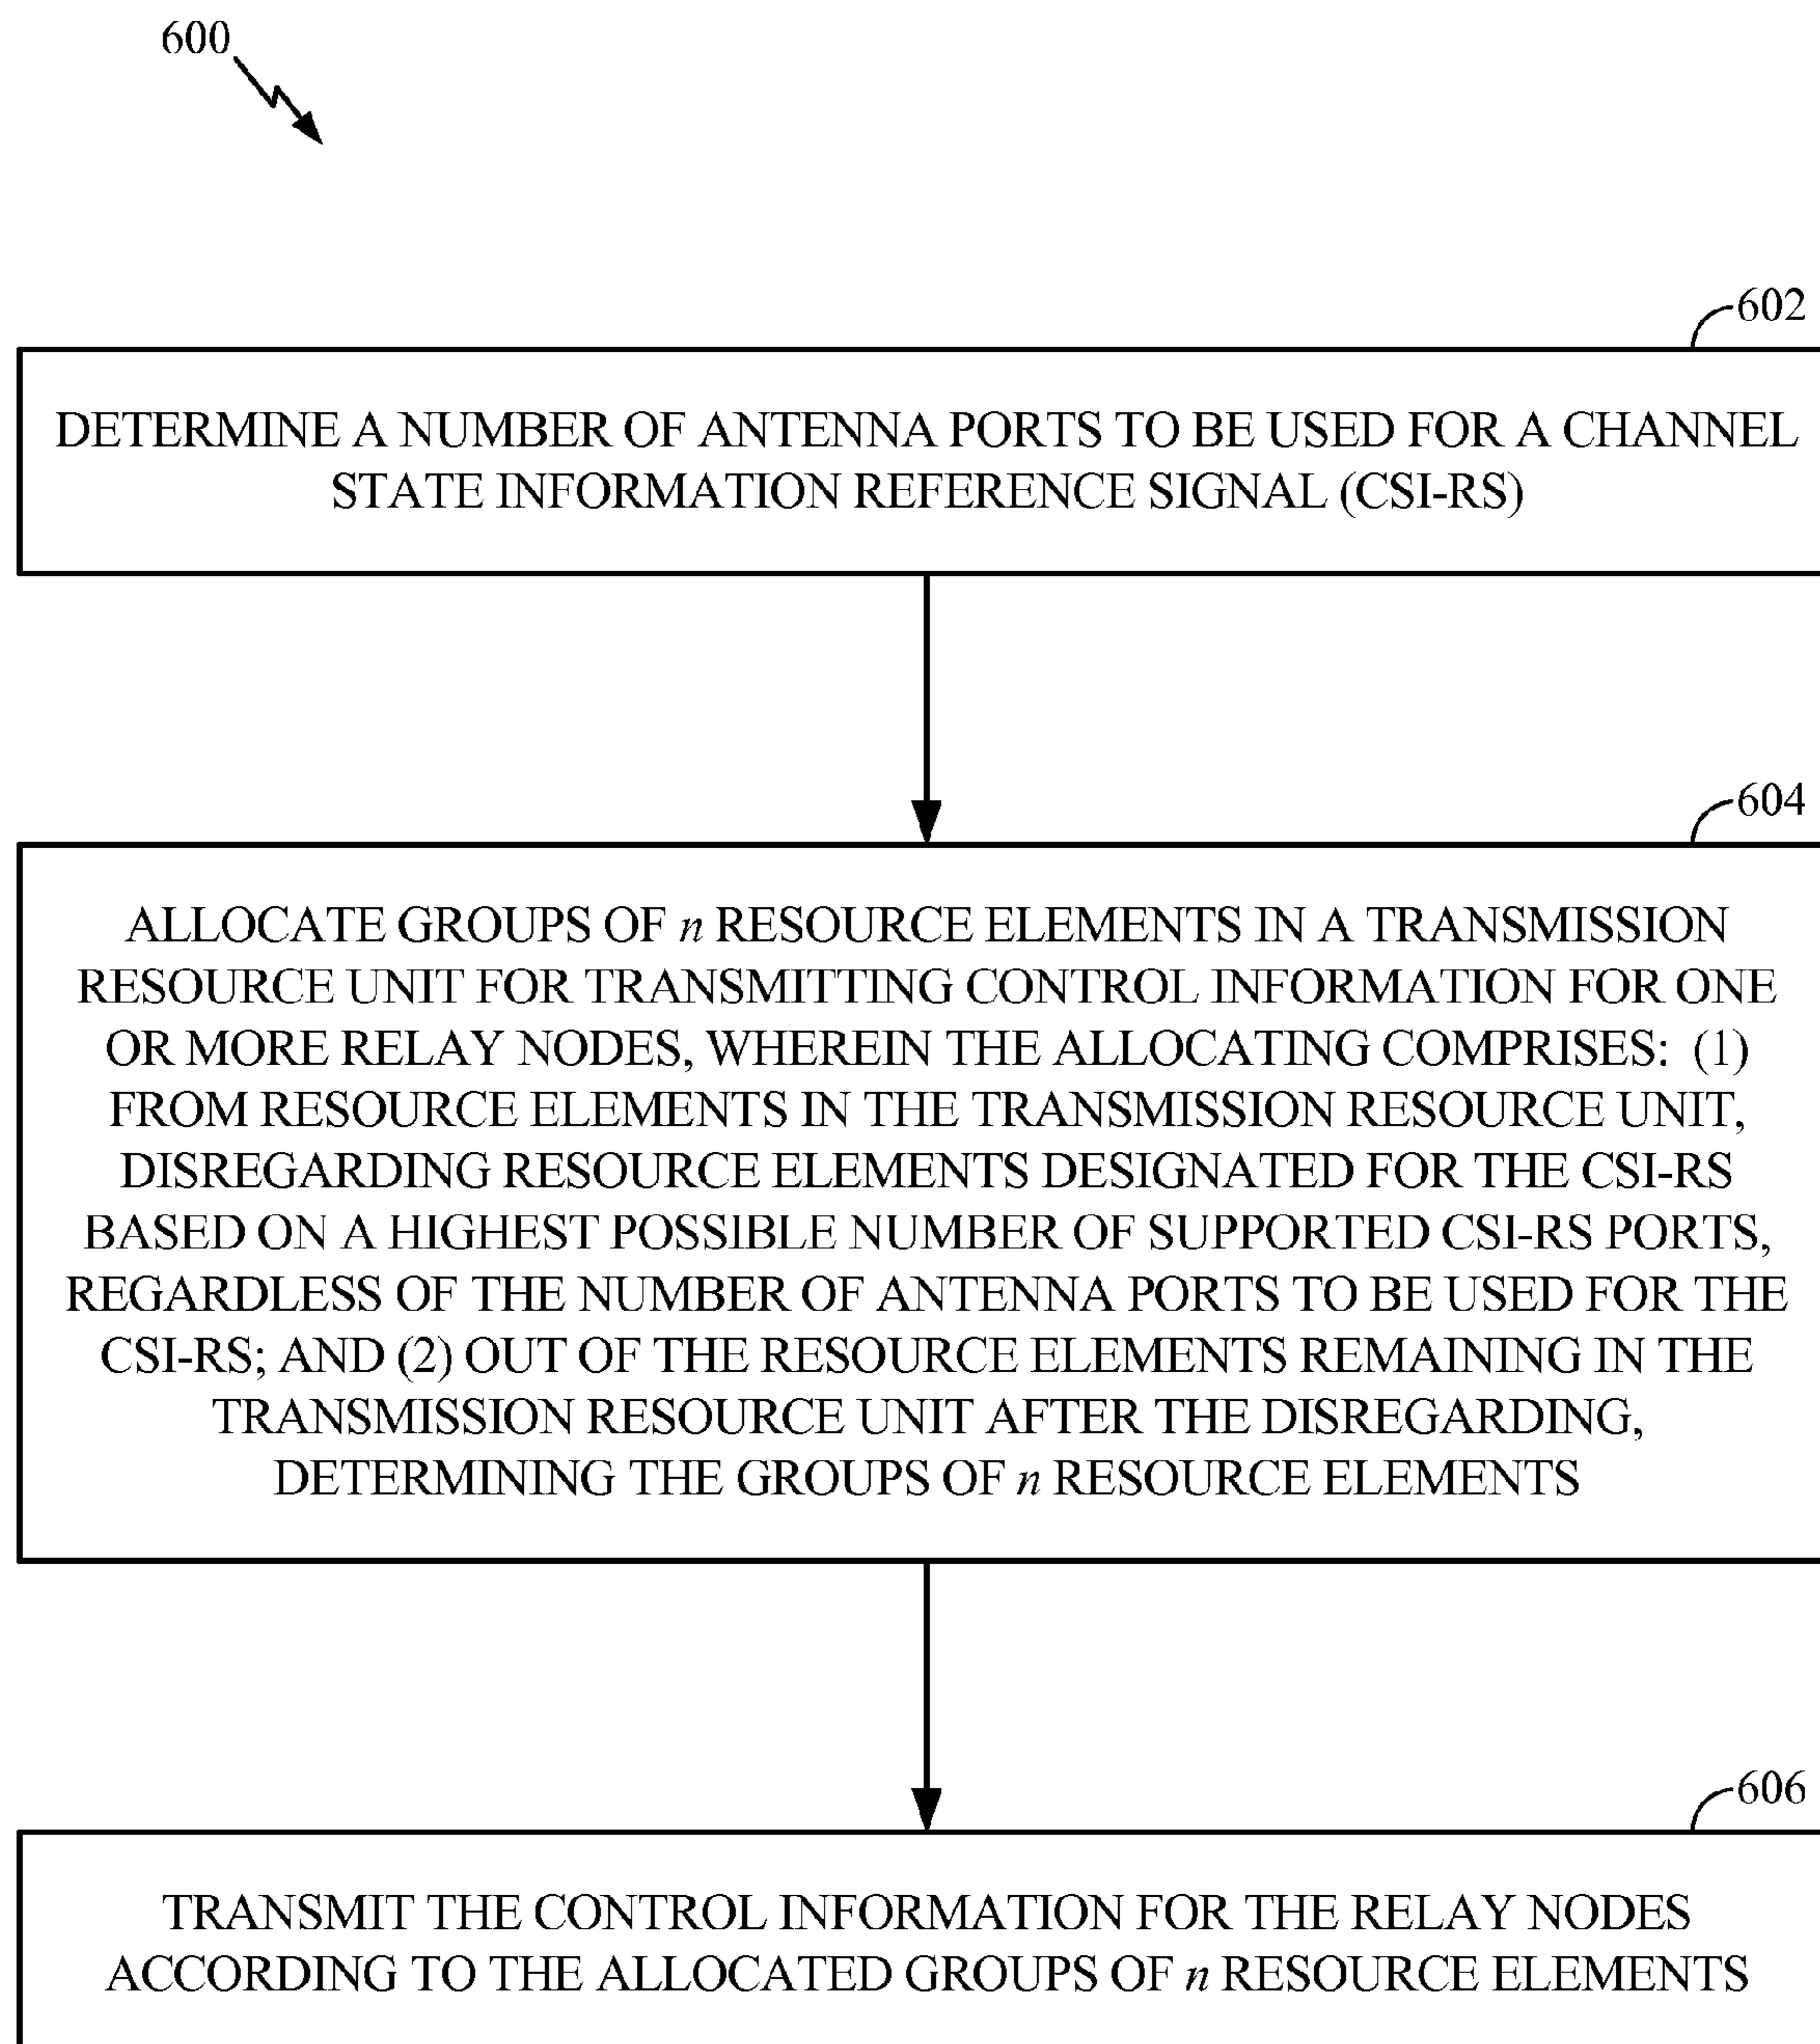 600
602
DETERMINE A NUMBER OF ANTENNA PORTS TO BE USED FOR A CHANNEL
STATE INFORMATION REFERENCE SIGNAL (CSI-RS)
604
ALLOCATE GROUPS OF n RESOURCE ELEMENTS IN A TRANSMISSION
RESOURCE UNIT FOR TRANSMITTING CONTROL INFORMATION FOR ONE
OR MORE RELAY NODES, WHEREIN THE ALLOCATING COMPRISES: (1)
FROM RESOURCE ELEMENTS IN THE TRANSMISSION RESOURCE UNIT,
DISREGARDING RESOURCE ELEMENTS DESIGNATED FOR THE CSI-RS
BASED ON A HIGHEST POSSIBLE NUMBER OF SUPPORTED CSI-RS PORTS,
REGARDLESS OF THE NUMBER OF ANTENNA PORTS TO BE USED FOR THE
CSI-RS; AND (2) OUT OF THE RESOURCE ELEMENTS REMAINING IN THE
TRANSMISSION RESOURCE UNIT AFTER THE DISREGARDING,
DETERMINING THE GROUPS OF n RESOURCE ELEMENTS
606
TRANSMIT THE CONTROL INFORMATION FOR THE RELAY NODES
ACCORDING TO THE ALLOCATED GROUPS OF n RESOURCE ELEMENTS